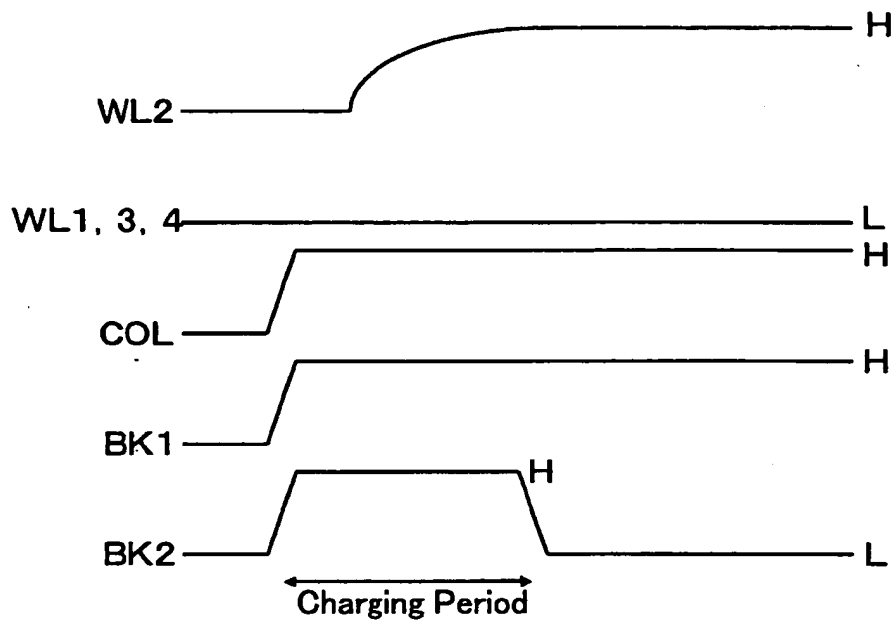 H
WL2
WL1, 3, 4
L
H
COL
H
BK1
H
BK2
L
Charging Period